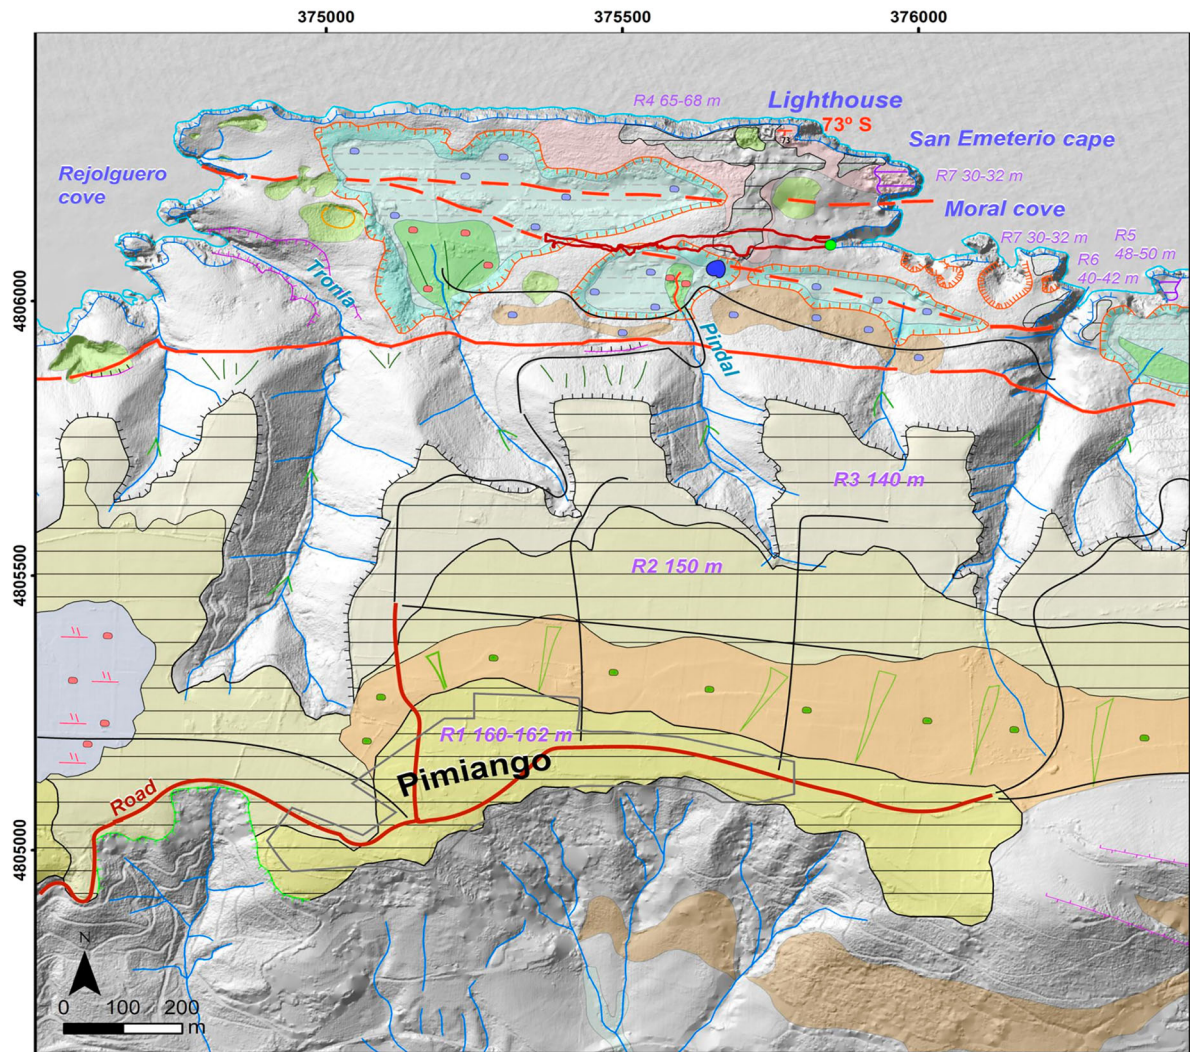 375000
375500
376000
R4 65-68 m
Lighthouse
73º S
73
San Emeterio cape
Rejolguero
cove
R7 30-32 m
Moral cove
R7 30-32 m
R5
48-50 m
R6
40-42 m
Tronia
4806000
Pindal
R3 140 m
R2 150 m
4805500
R1 160-162 m
Pimiango
Road
4805000
N
0 100 200
m